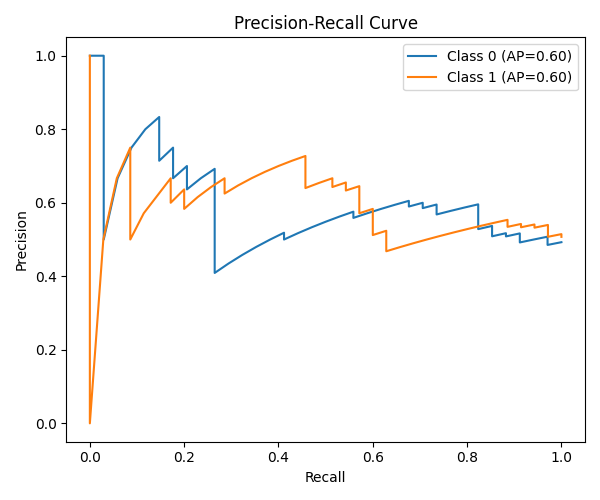 Precision-Recall Curve
Class 0 (AP=0.60)
Class 1 (AP=0.60)
Precision
1.0
0.8
0.6
0.4
0.2
0.0
0.0 0.2 0.4 0.6 0.8 1.0
Recall